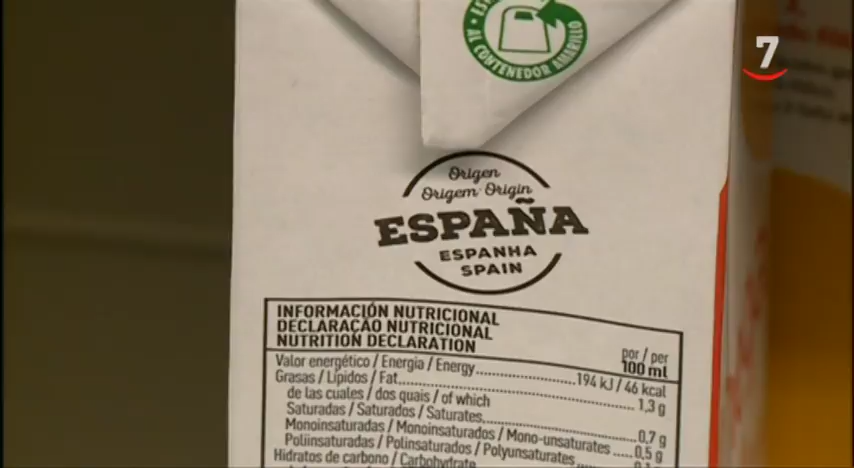 AL CONTENEDOR AMARILLO
7
Origen
Origem · Origin
ESPAÑA
ESPANHA
SPAIN
INFORMACIÓN NUTRICIONAL
DECLARAÇÃO NUTRICIONAL
NUTRITION DECLARATION
por / per
100 ml
Valor energético / Energia / Energy 194 kJ / 46 kcal
Grasas / Lípidos / Fat 1,3 g
de las cuales / dos quais / of which
Saturadas / Saturados / Saturates 0,7 g
Monoinsaturadas / Monoinsaturados / Mono-unsaturates 0,5 g
Poliinsaturadas / Polinsaturados / Polyunsaturates
Hidratos de carbono / Carbohydrate